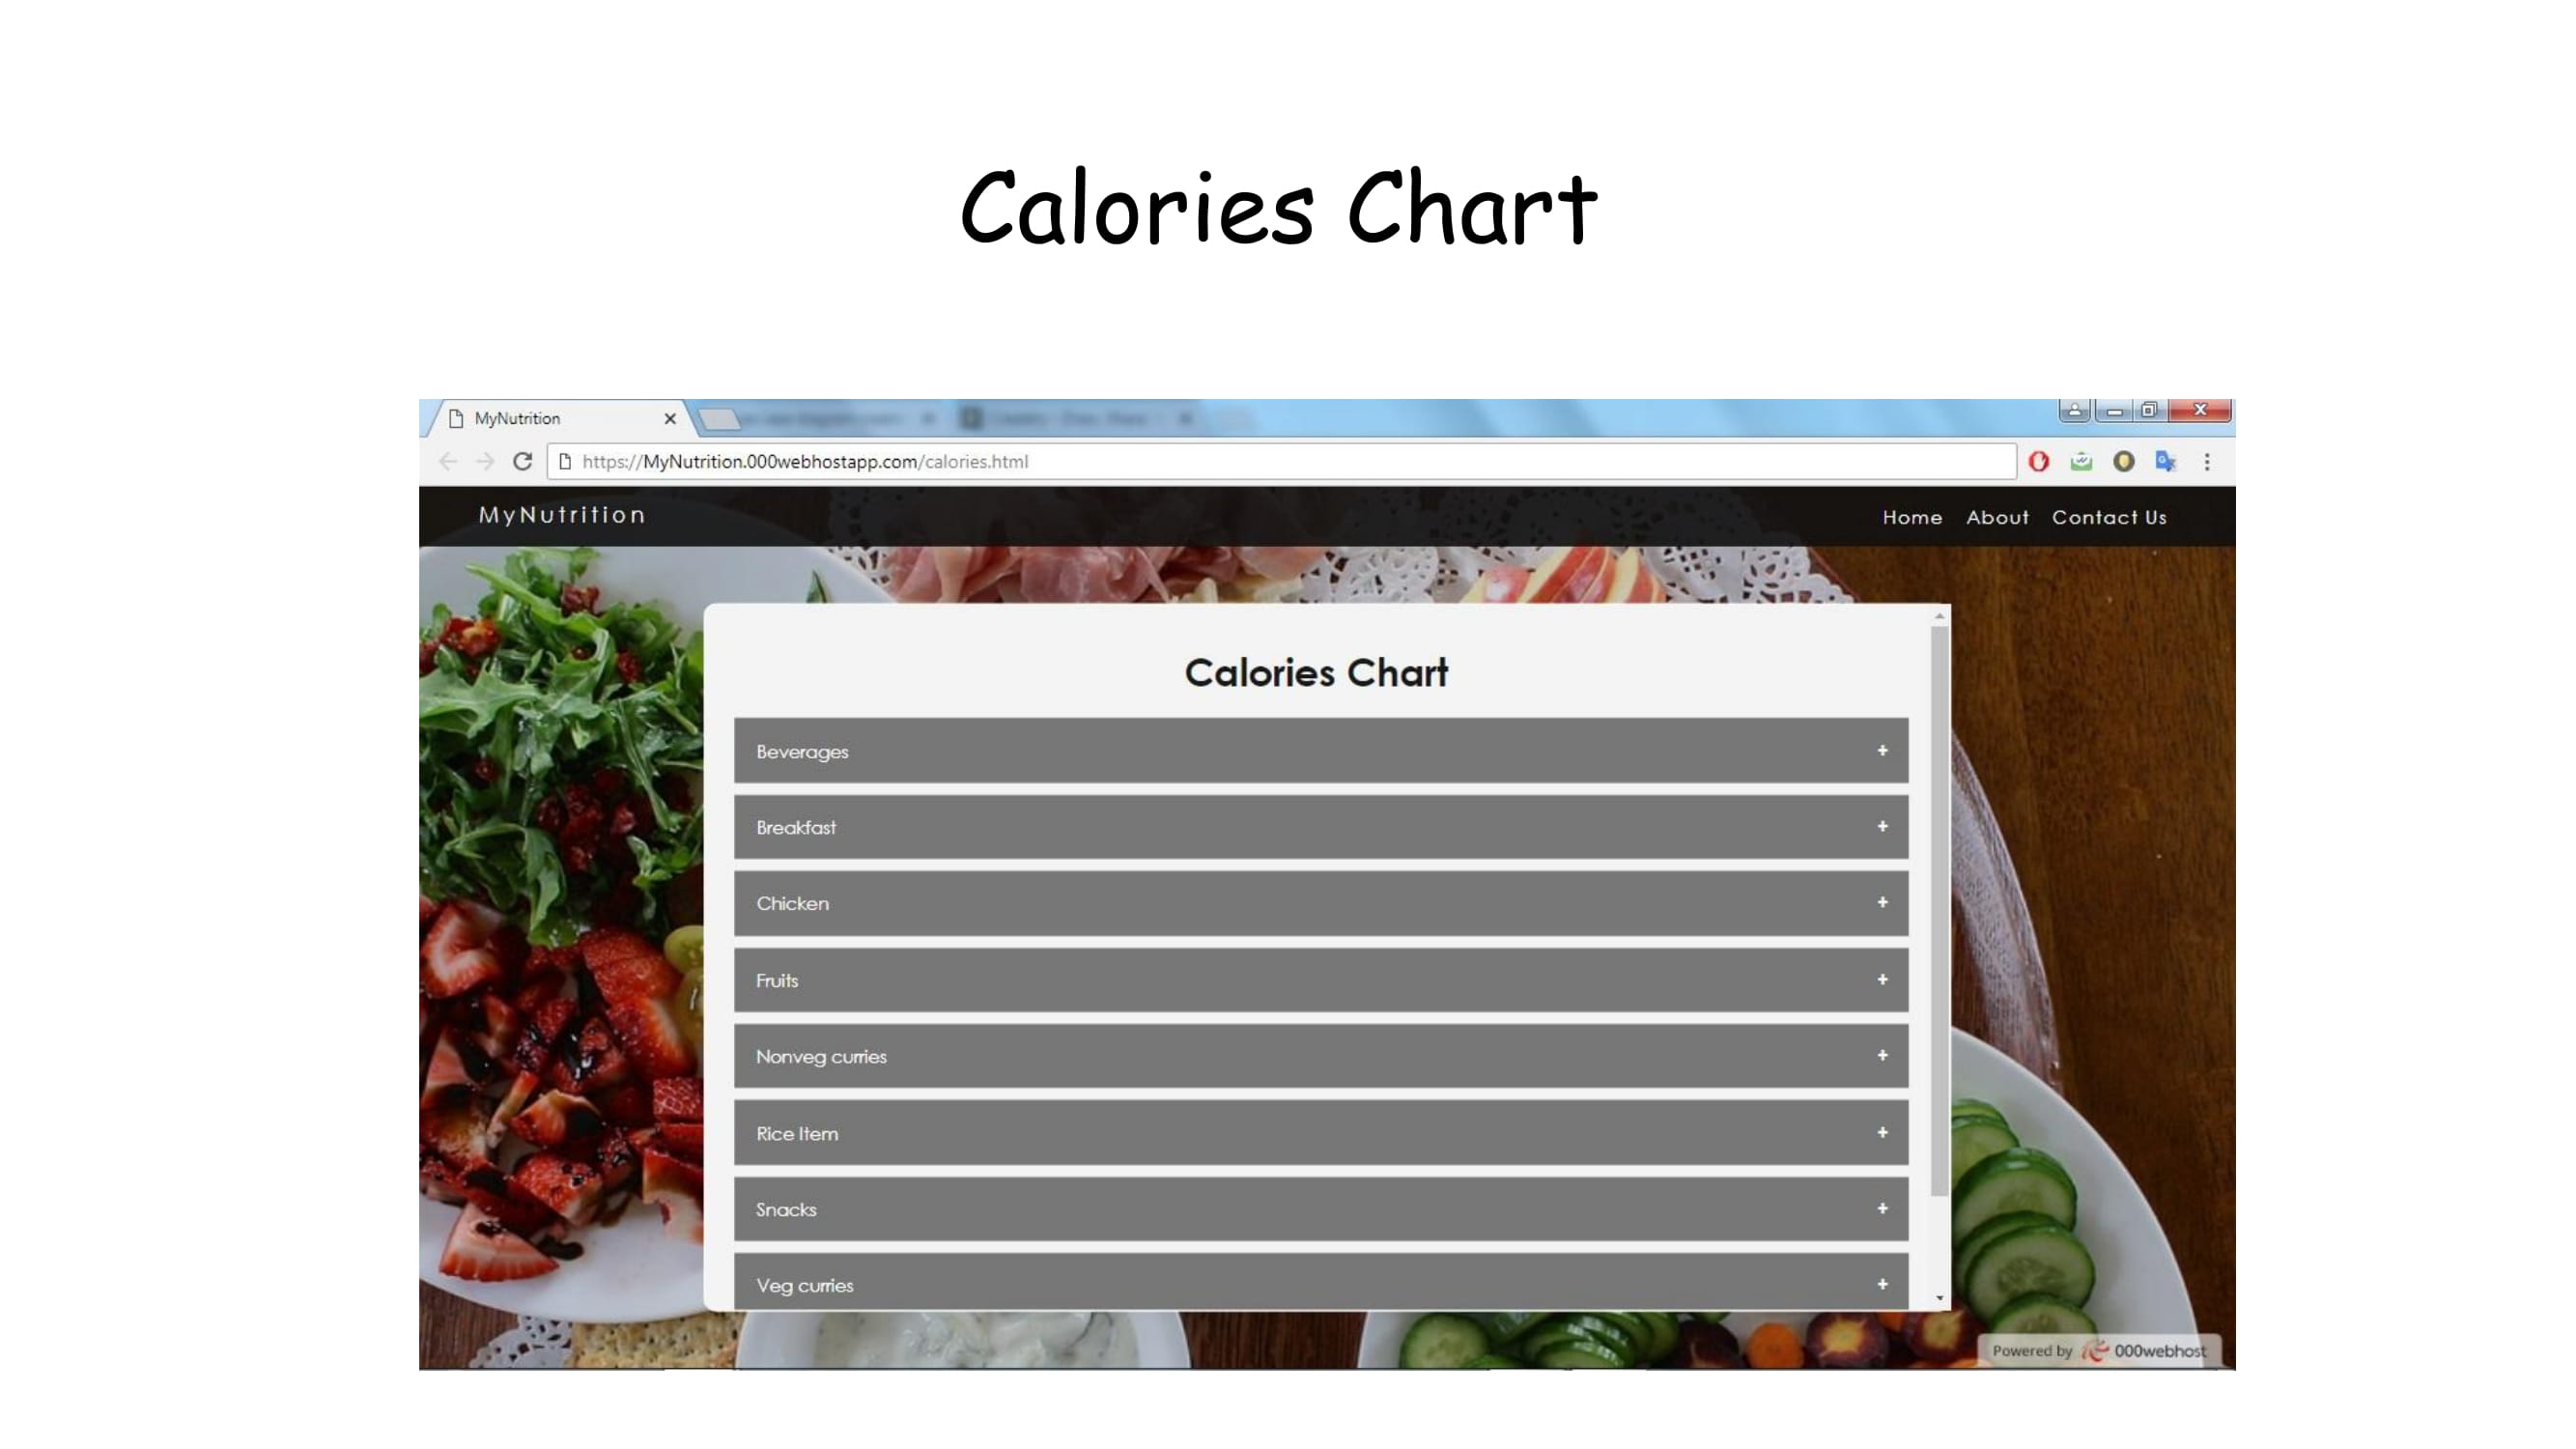 Calories Chart
MyNutrition
https://MyNutrition.000webhostapp.com/calories.html
MyNutrition
Home About Contact Us
Calories Chart
Beverages +
Breakfast +
Chicken +
Fruits +
Nonveg curries +
Rice Item +
Snacks +
Veg curries +
Powered by 000webhost